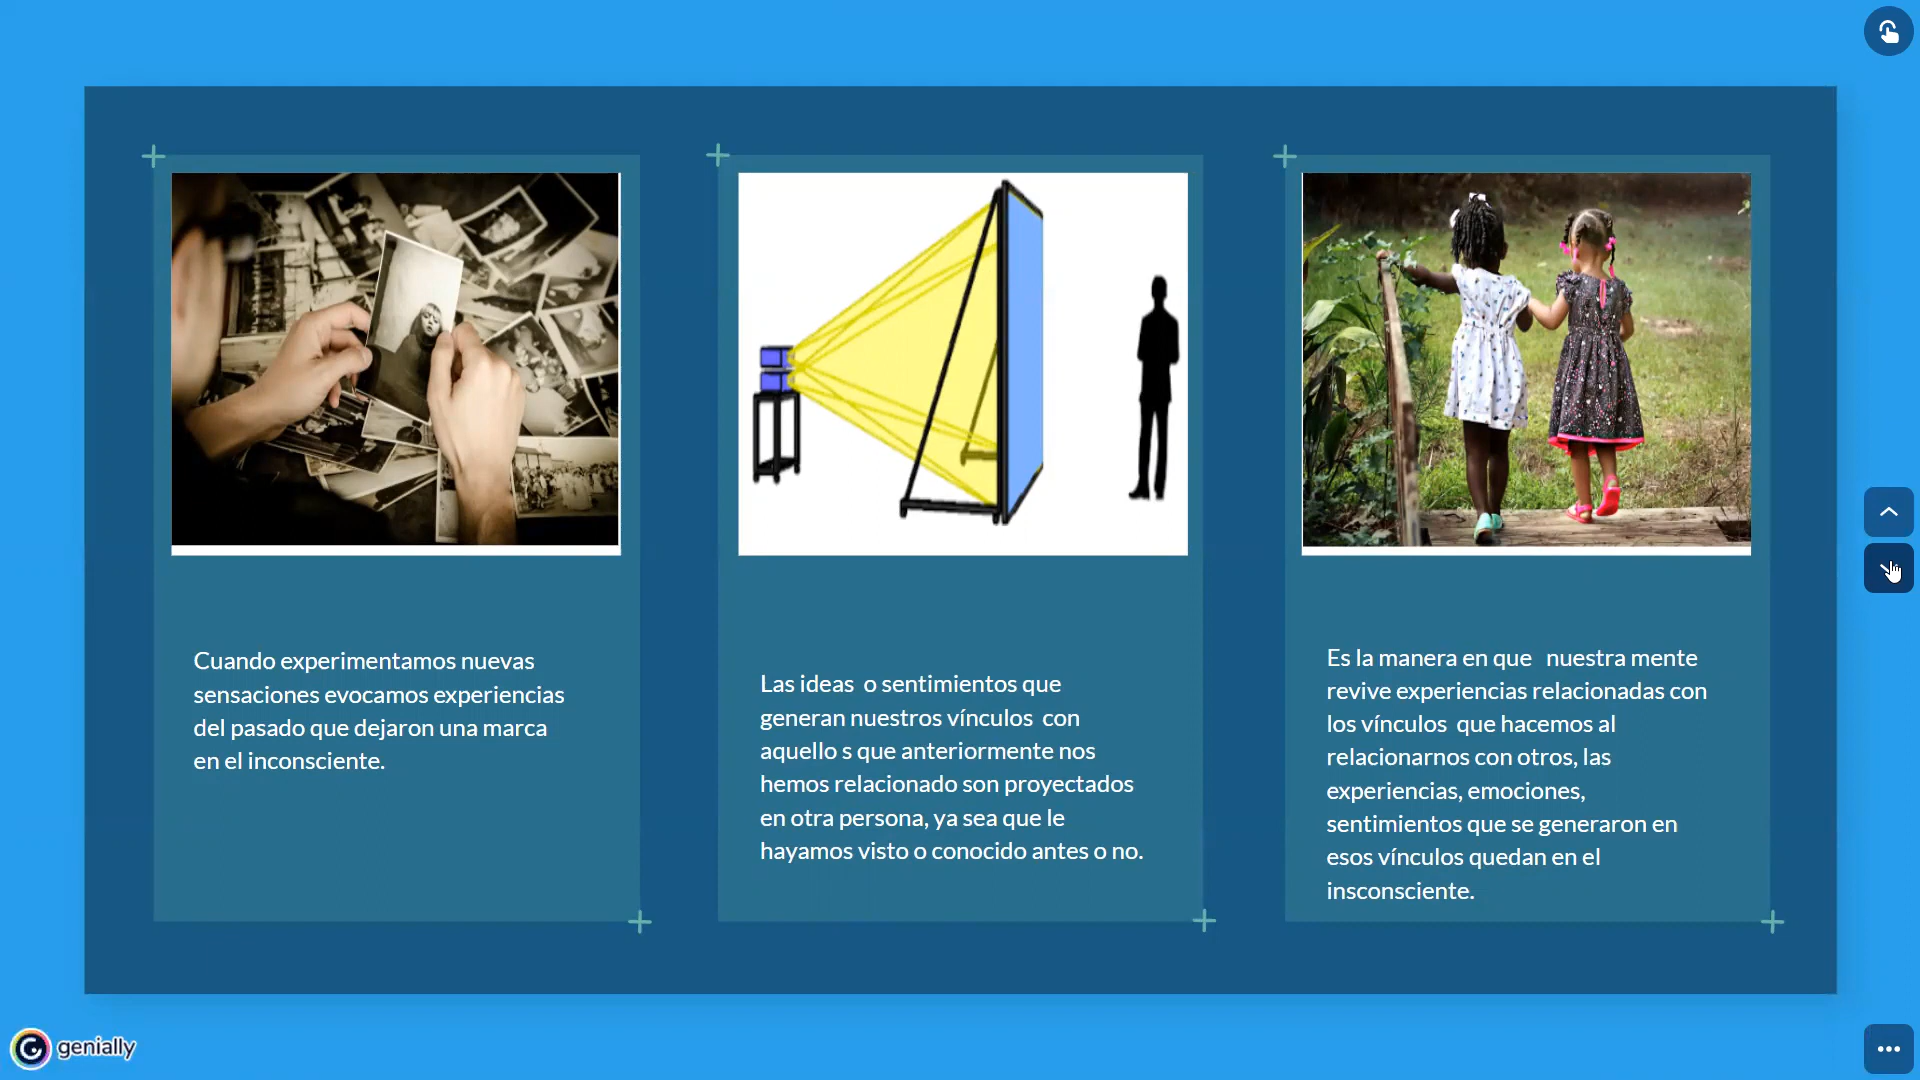 Cuando experimentamos nuevas
sensaciones evocamos experiencias
del pasado que dejaron una marca
en el inconsciente.
Las ideas o sentimientos que
generan nuestros vínculos con
aquello s que anteriormente nos
hemos relacionado son proyectados
en otra persona, ya sea que le
hayamos visto o conocido antes o no.
Es la manera en que nuestra mente
revive experiencias relacionadas con
los vínculos que hacemos al
relacionarnos con otros, las
experiencias, emociones,
sentimientos que se generaron en
esos vínculos quedan en el
insconsciente.
genially